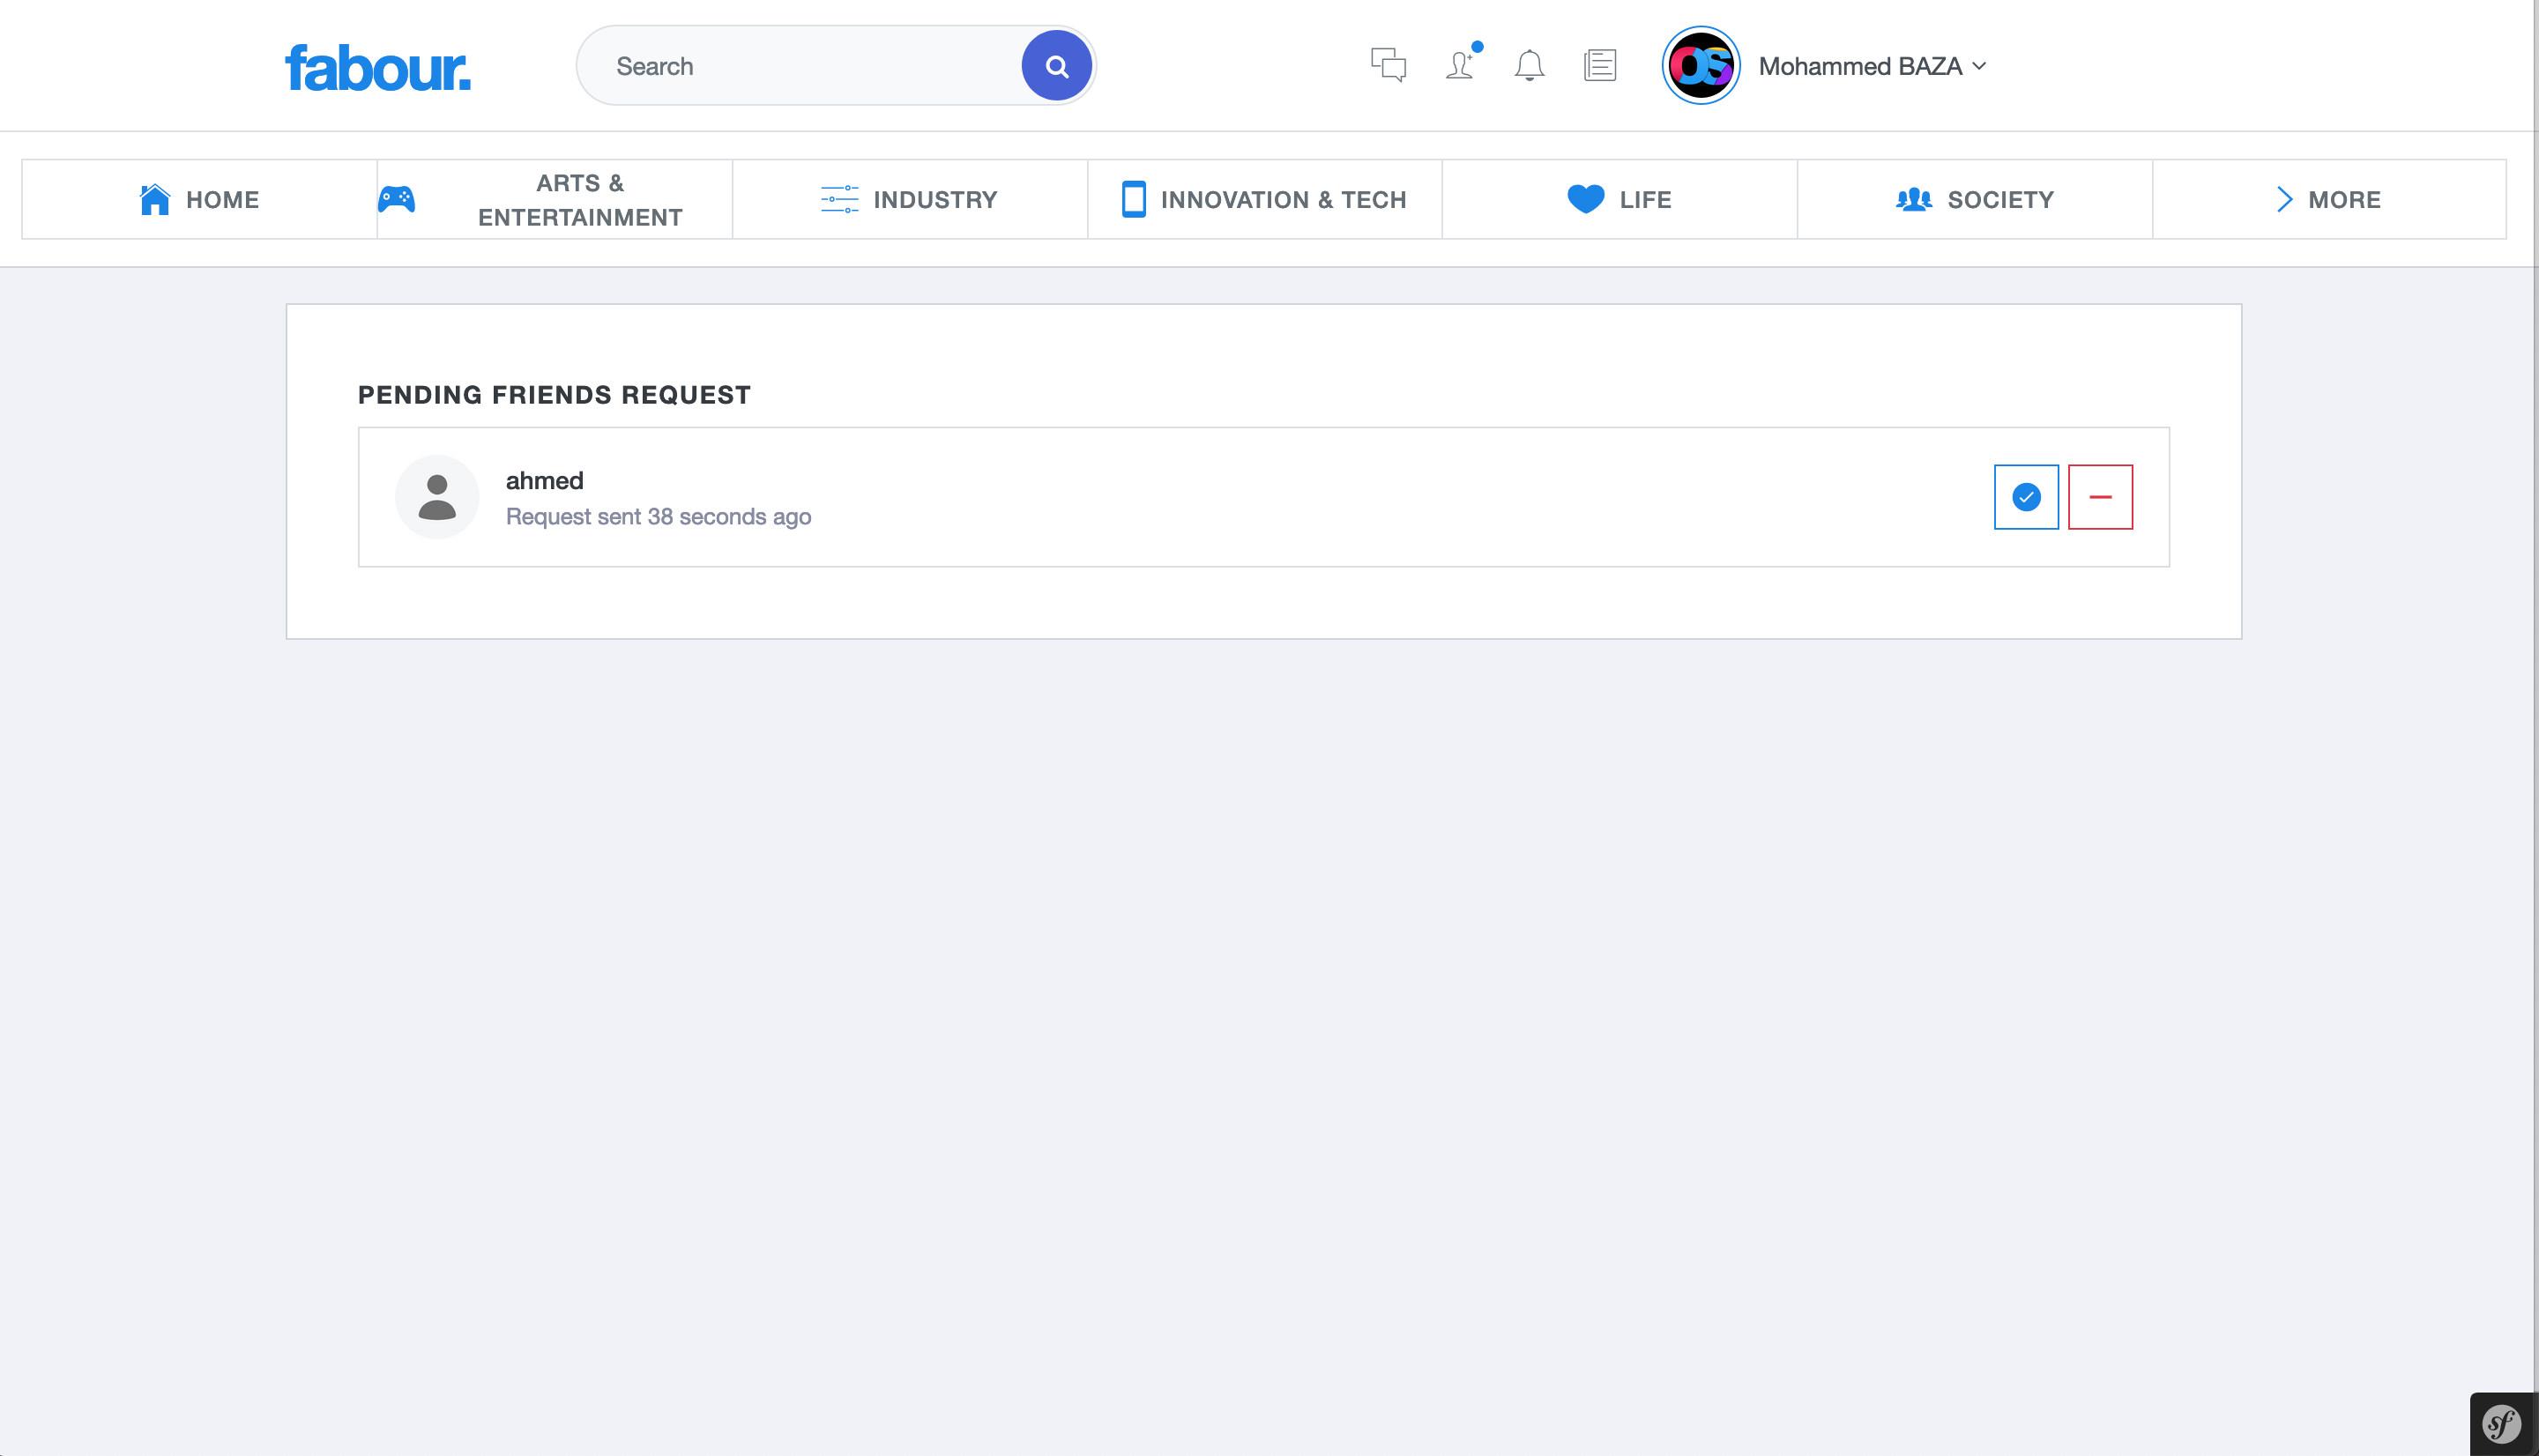 fabour.
Search
Mohammed BAZA
HOME
ARTS &
ENTERTAINMENT
INDUSTRY
INNOVATION & TECH
LIFE
SOCIETY
MORE
PENDING FRIENDS REQUEST
ahmed
Request sent 38 seconds ago
sf